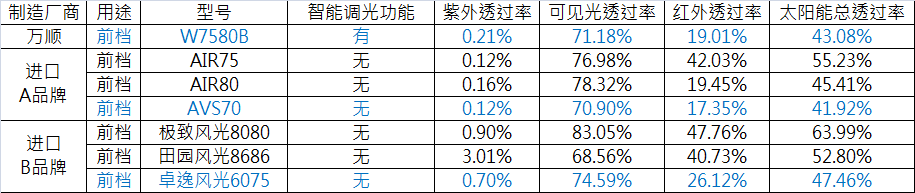 制造厂商 用途 型号 智能调光功能 紫外透过率 可见光透过率 红外透过率 太阳能总透过率
万顺 前档 W7580B 有 0.21% 71.18% 19.01% 43.08%
进口A品牌 前档 AIR75 无 0.12% 76.98% 42.03% 55.23%
前档 AIR80 无 0.16% 78.32% 19.45% 45.41%
前档 AVS70 无 0.12% 70.90% 17.35% 41.92%
进口B品牌 前档 极致风光8080 无 0.90% 83.05% 47.76% 63.99%
前档 田园风光8686 无 3.01% 68.56% 40.73% 52.80%
前档 卓逸风光6075 无 0.70% 74.59% 26.12% 47.46%